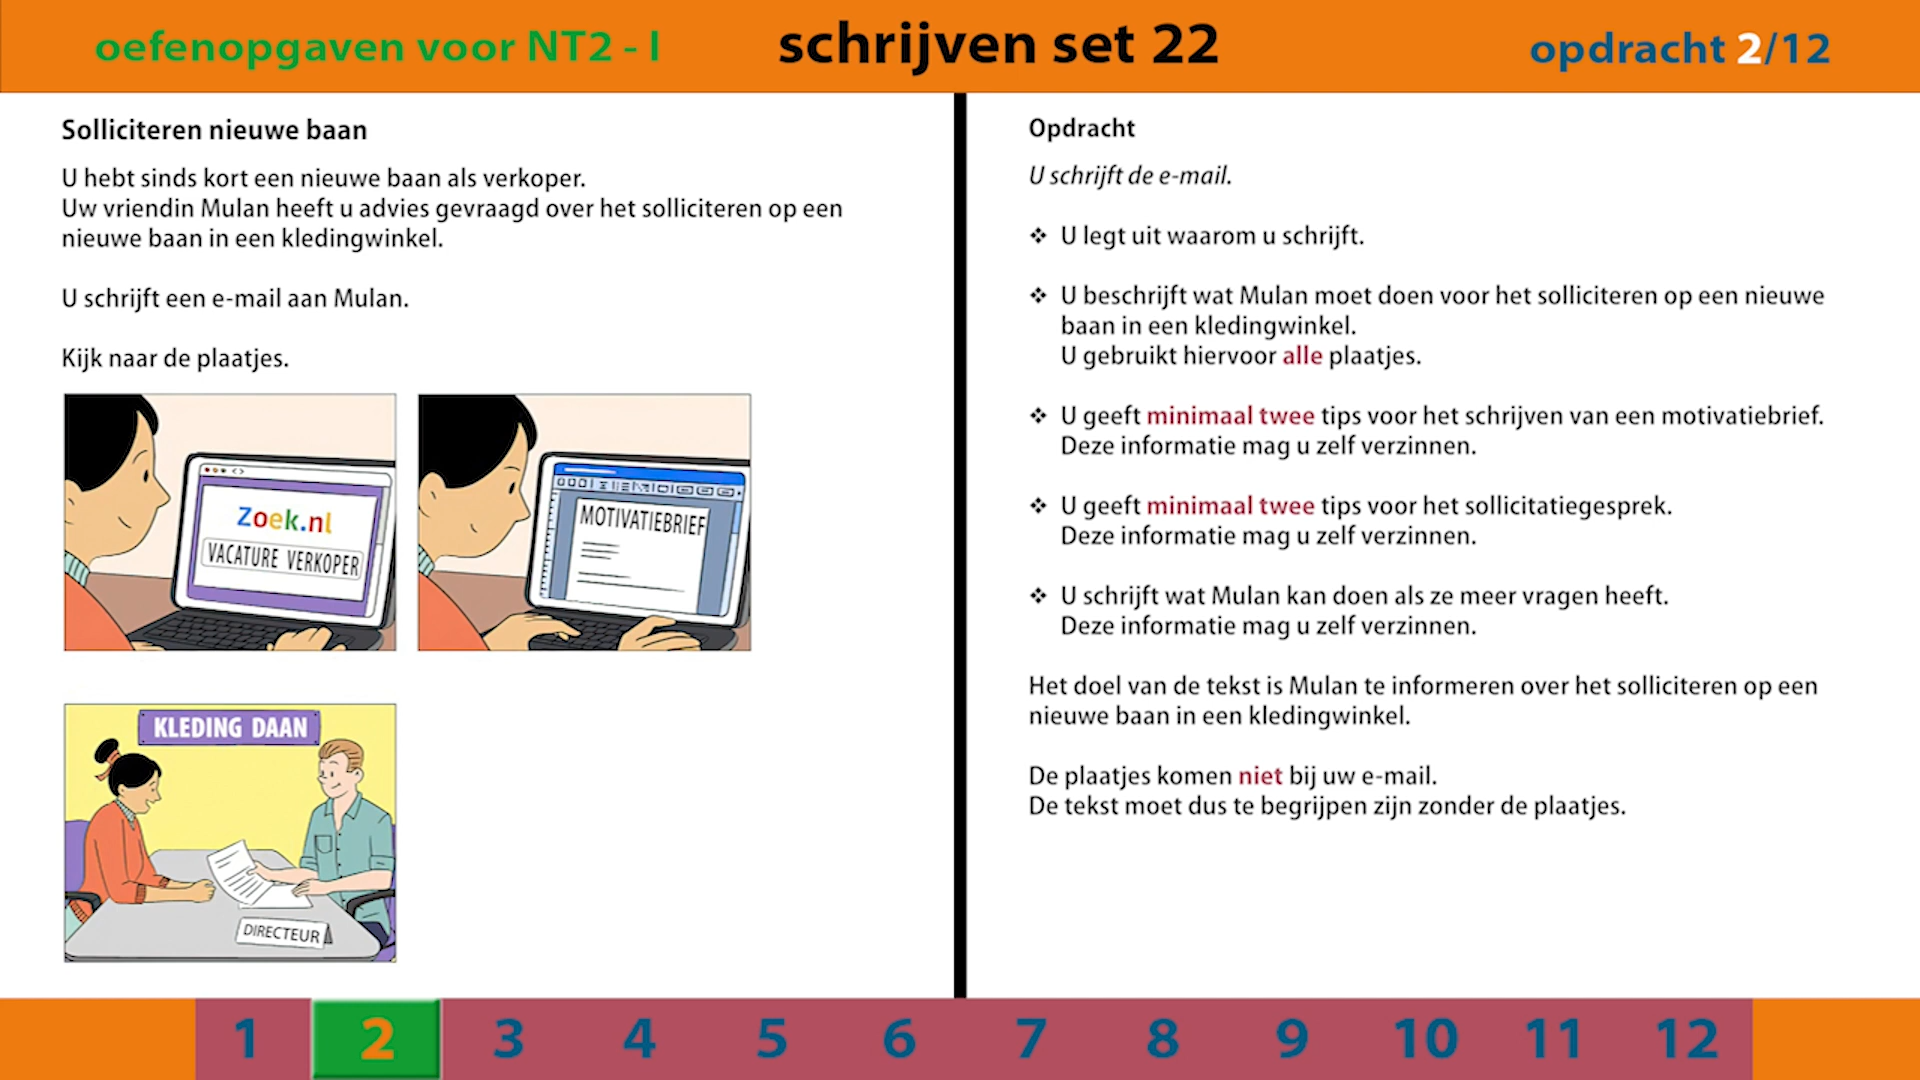 oefenopgaven voor NT2 - I
schrijven set 22
opdracht 2/12
Solliciteren nieuwe baan
U hebt sinds kort een nieuwe baan als verkoper.
Uw vriendin Mulan heeft u advies gevraagd over het solliciteren op een
nieuwe baan in een kledingwinkel.
U schrijft een e-mail aan Mulan.
Kijk naar de plaatjes.
Zoek.nl
VACATURE VERKOPER
MOTIVATIEBRIEF
KLEDING DAAN
DIRECTEUR
Opdracht
U schrijft de e-mail.
❖ U legt uit waarom u schrijft.
❖ U beschrijft wat Mulan moet doen voor het solliciteren op een nieuwe
baan in een kledingwinkel.
U gebruikt hiervoor alle plaatjes.
❖ U geeft minimaal twee tips voor het schrijven van een motivatiebrief.
Deze informatie mag u zelf verzinnen.
❖ U geeft minimaal twee tips voor het sollicitatiegesprek.
Deze informatie mag u zelf verzinnen.
❖ U schrijft wat Mulan kan doen als ze meer vragen heeft.
Deze informatie mag u zelf verzinnen.
Het doel van de tekst is Mulan te informeren over het solliciteren op een
nieuwe baan in een kledingwinkel.
De plaatjes komen niet bij uw e-mail.
De tekst moet dus te begrijpen zijn zonder de plaatjes.
1 2 3 4 5 6 7 8 9 10 11 12